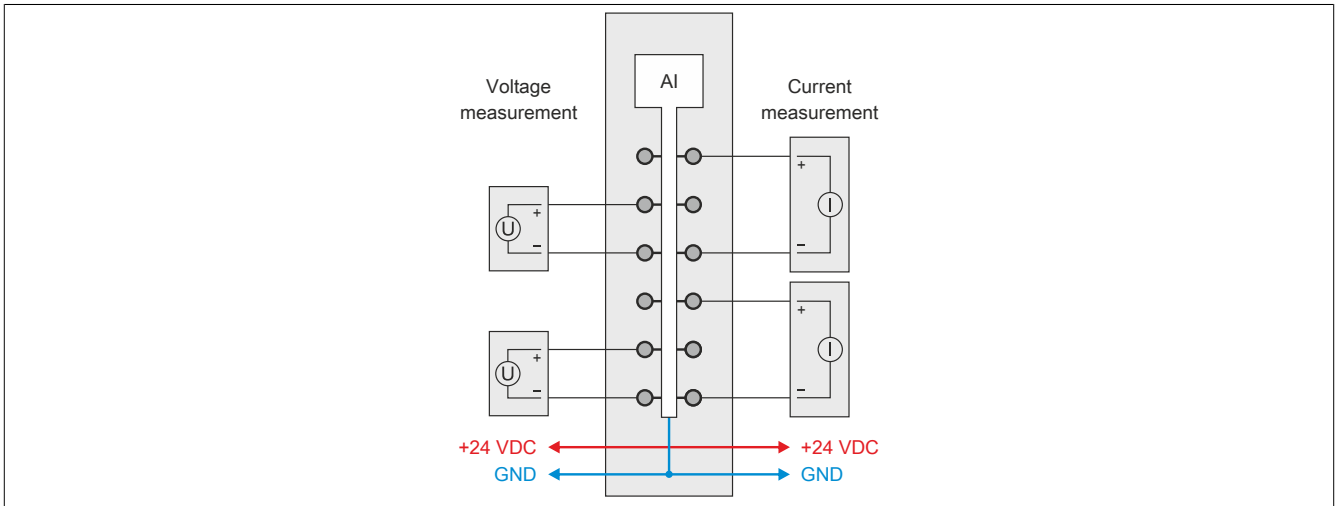 AI
Voltage
measurement
Current
measurement
+
-
U
+
-
I
+
-
U
+
-
I
+24 VDC
+24 VDC
GND
GND